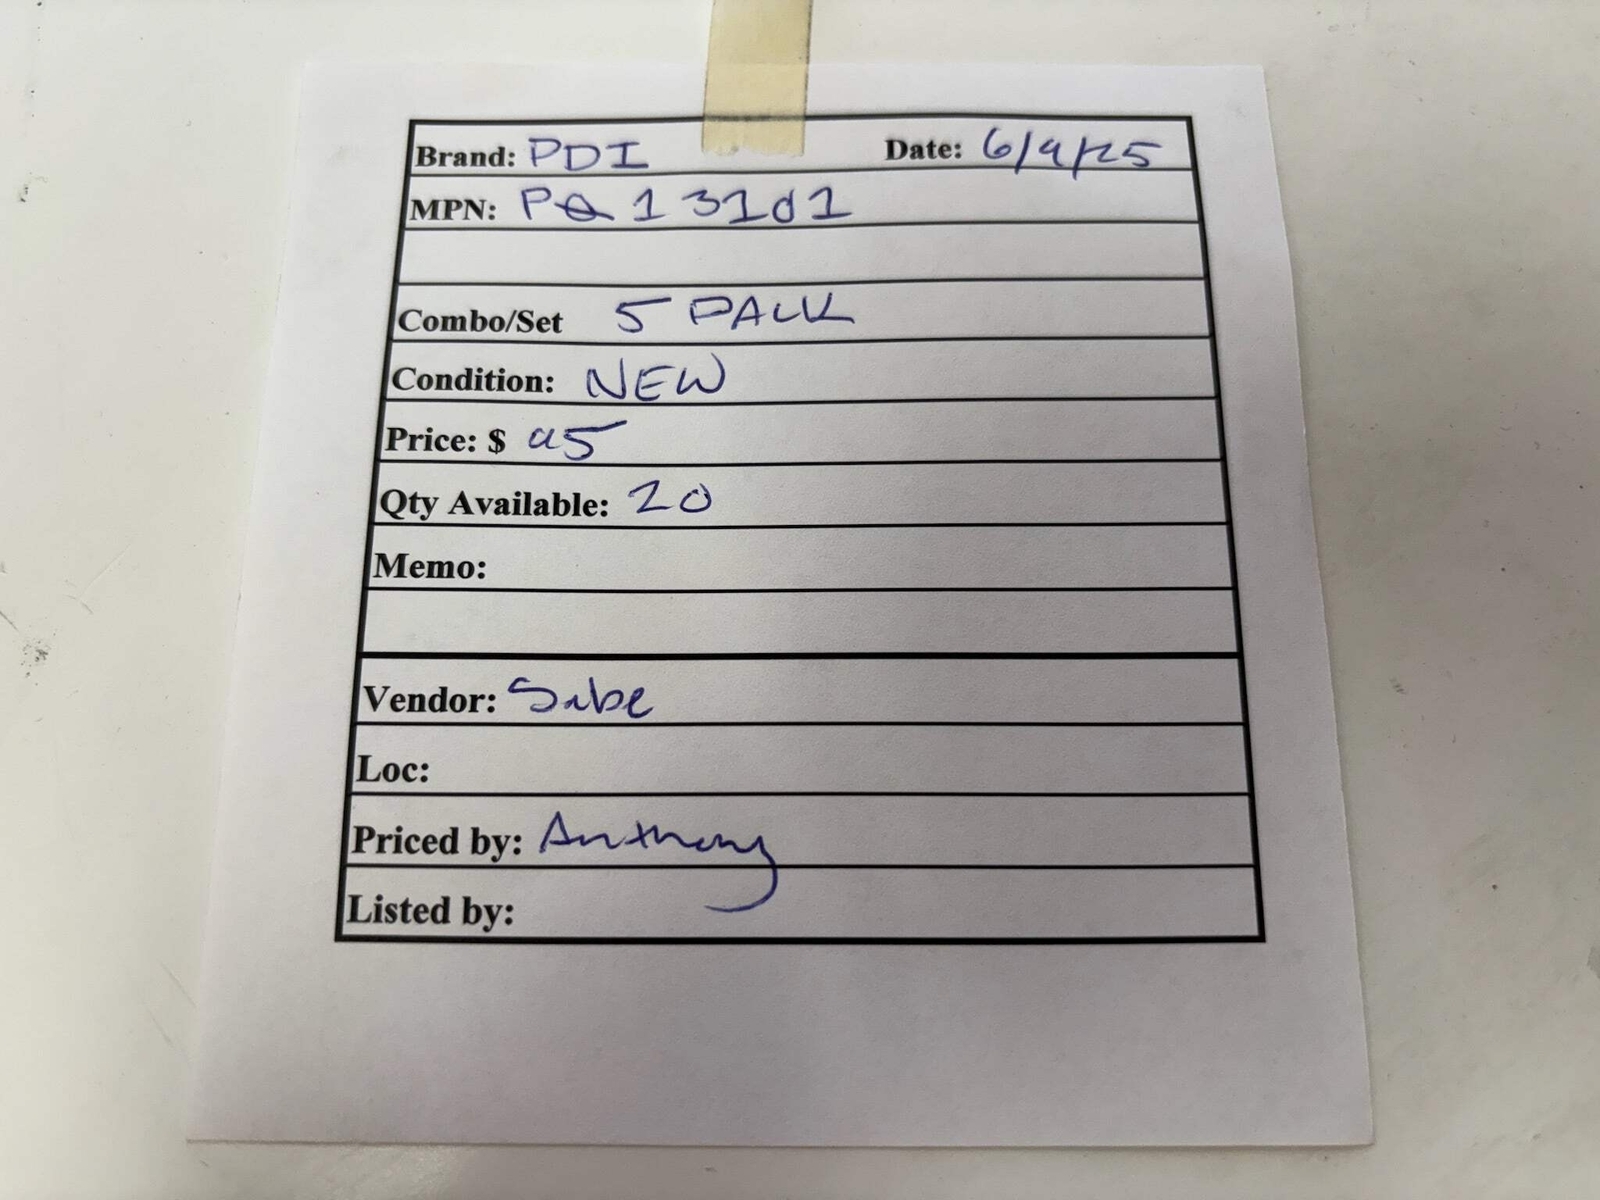 Brand: PDI Date: 6/9/25
MPN: PQ13101
Combo/Set 5 PACK
Condition: NEW
Price: $ 95
Qty Available: 20
Memo:
Vendor: Sabe
Loc:
Priced by: Anthony
Listed by: